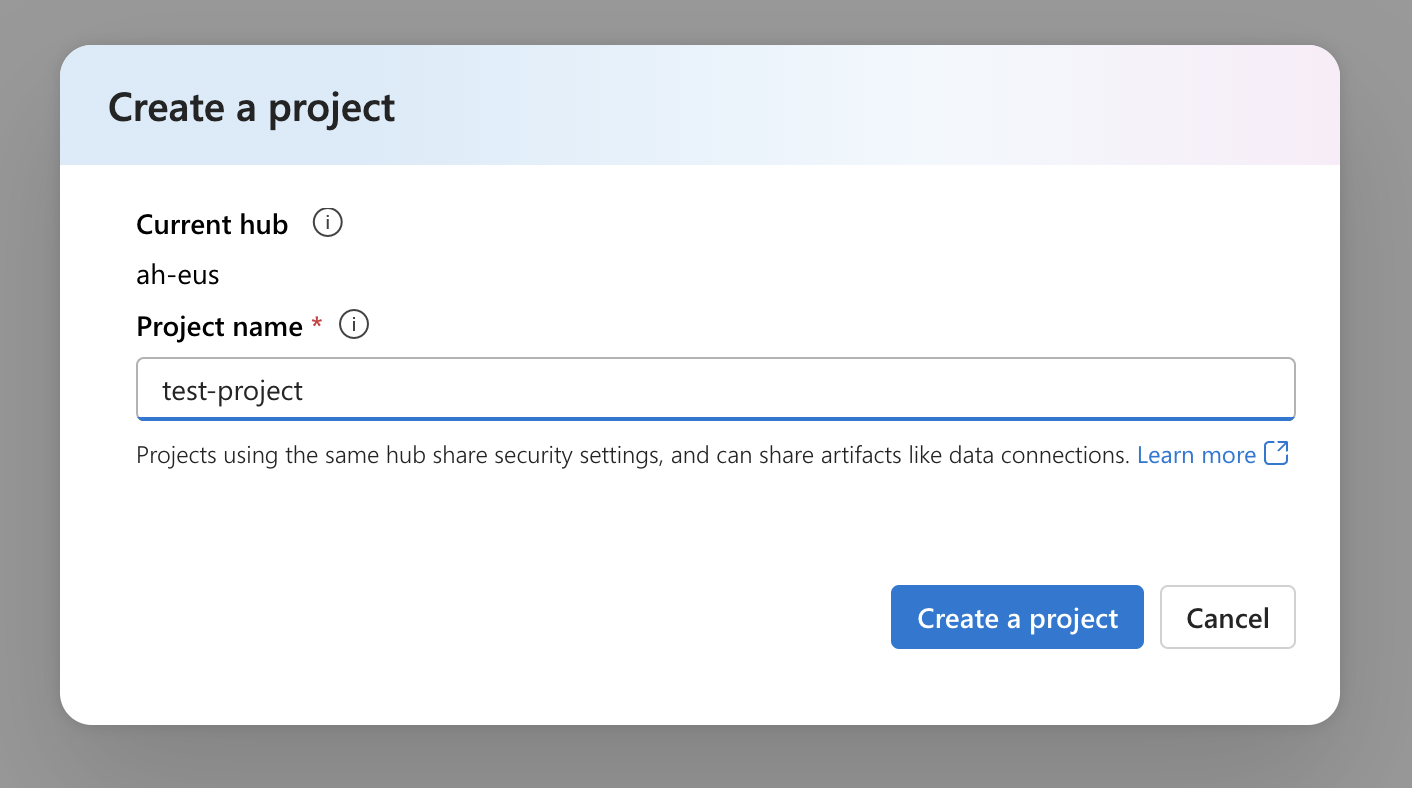 Create a project
Current hub
ah-eus
Project name *
test-project
Projects using the same hub share security settings, and can share artifacts like data connections. Learn more
Create a project Cancel